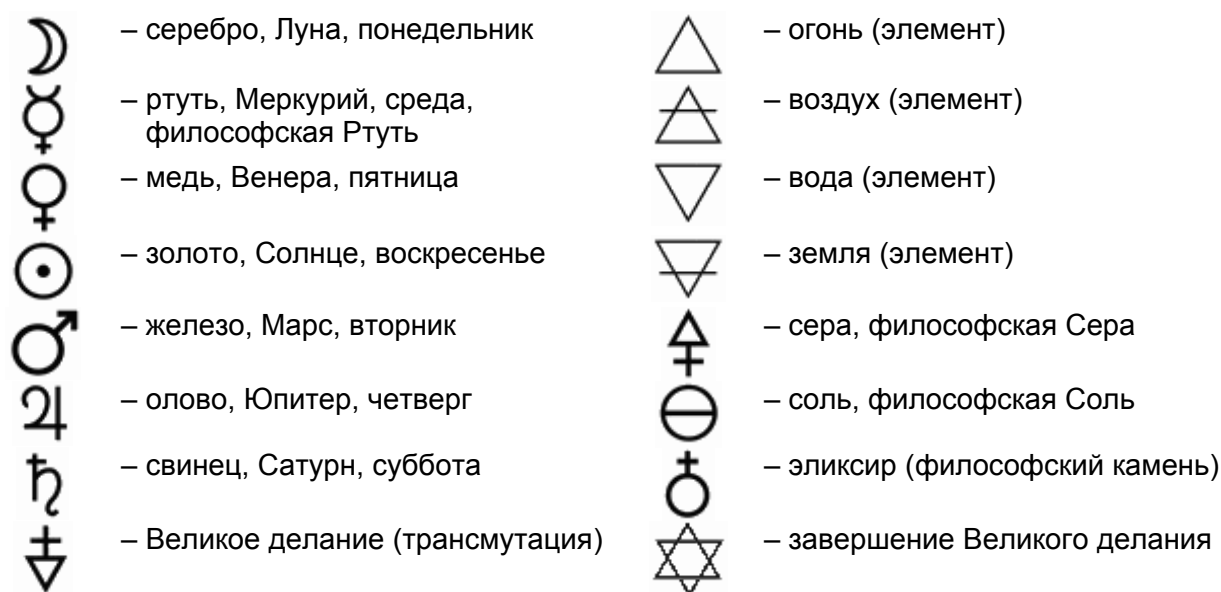 – серебро, Луна, понедельник
– ртуть, Меркурий, среда,
философская Ртуть
– медь, Венера, пятница
– золото, Солнце, воскресенье
– железо, Марс, вторник
– олово, Юпитер, четверг
– свинец, Сатурн, суббота
– Великое делание (трансмутация)
– огонь (элемент)
– воздух (элемент)
– вода (элемент)
– земля (элемент)
– сера, философская Сера
– соль, философская Соль
– эликсир (философский камень)
– завершение Великого делания